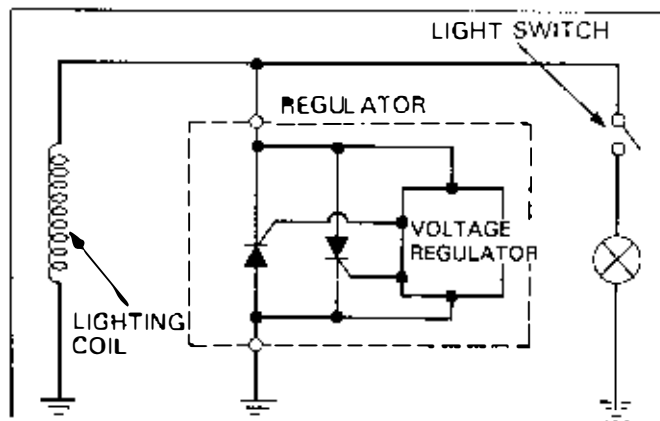 LIGHT SWITCH
REGULATOR
VOLTAGE
REGULATOR
LIGHTING
COIL